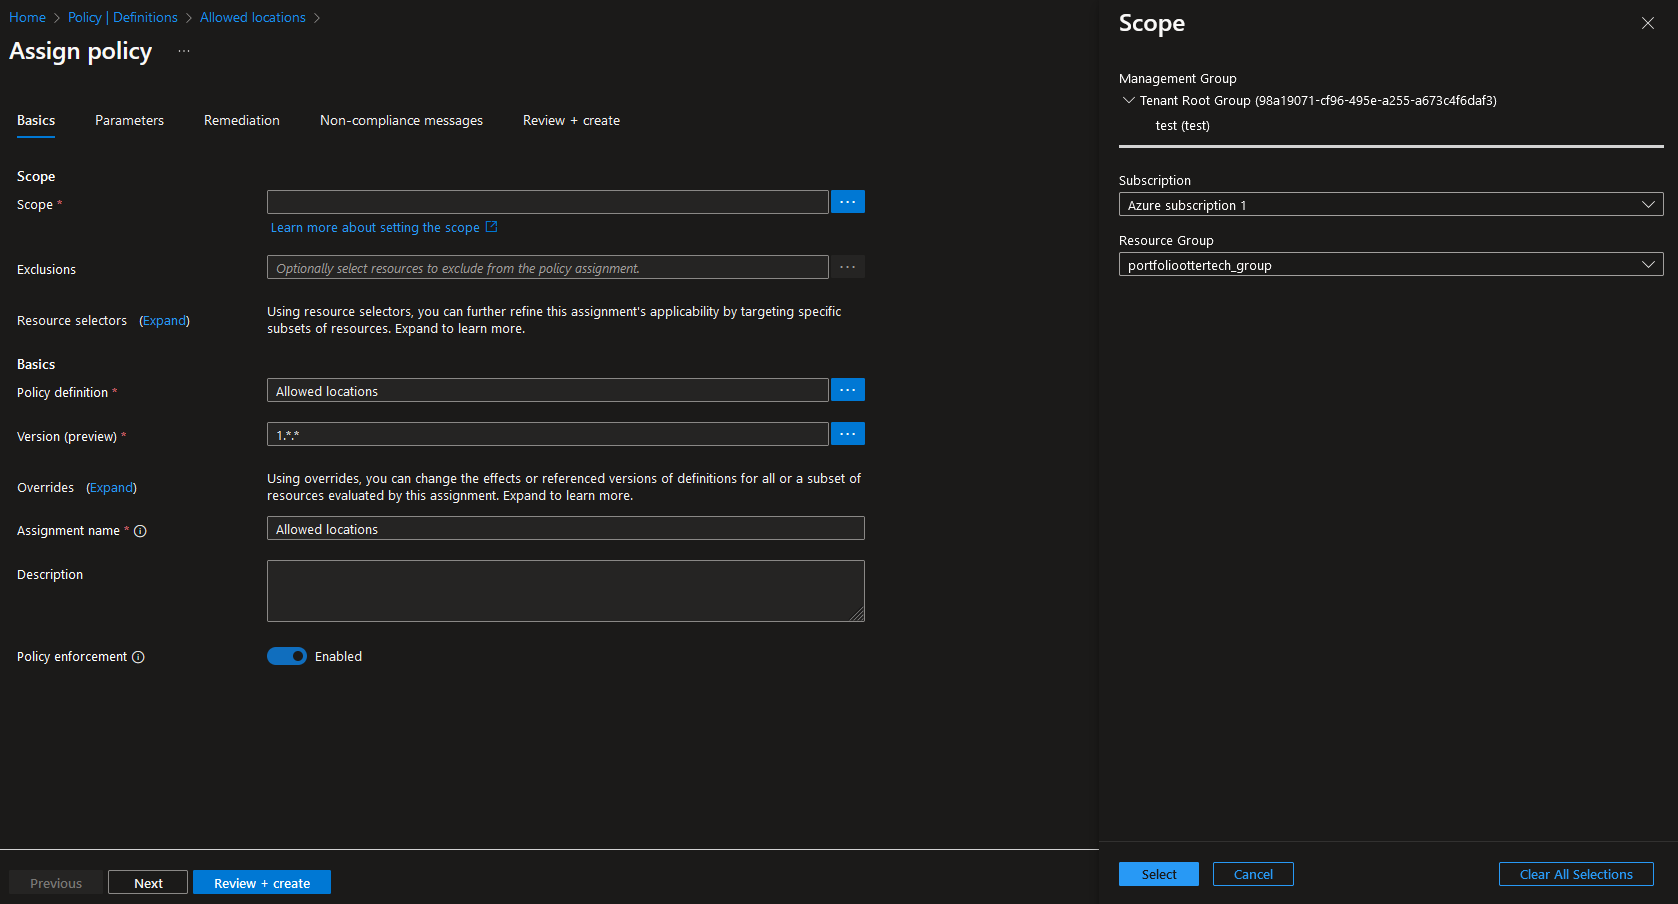 Home > Policy | Definitions > Allowed locations >
Assign policy ...
Basics Parameters Remediation Non-compliance messages Review + create
Scope
Scope * ...
Learn more about setting the scope
Exclusions Optionally select resources to exclude from the policy assignment. ...
Resource selectors (Expand) Using resource selectors, you can further refine this assignment's applicability by targeting specific
subsets of resources. Expand to learn more.
Basics
Policy definition * Allowed locations ...
Version (preview) * 1.*.* ...
Overrides (Expand) Using overrides, you can change the effects or referenced versions of definitions for all or a subset of
resources evaluated by this assignment. Expand to learn more.
Assignment name * Allowed locations
Description
Policy enforcement Enabled
Previous Next Review + create
Scope
Management Group
Tenant Root Group (98a19071-cf96-495e-a255-a673c4f6daf3)
test (test)
Subscription
Azure subscription 1
Resource Group
portfolioottertech_group
Select Cancel Clear All Selections